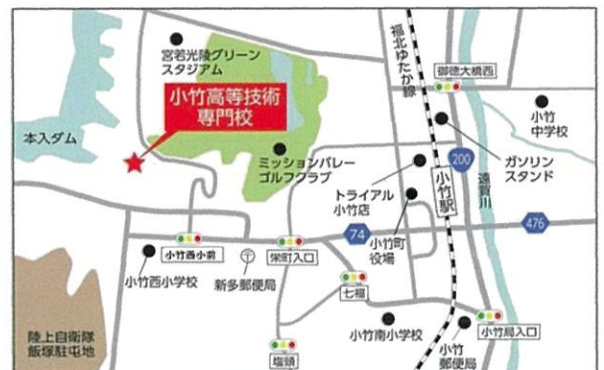 宮若光陵グリーン
スタジアム
小竹高等技術
専門校
本入ダム
ミッションバレー
ゴルフクラブ
福北ゆたか線
御徳大橋西
小竹
中学校
ガソリン
スタンド
200
遠賀川
小竹駅
トライアル
小竹店
小竹町
役場
74
476
小竹西小前
小竹西小学校
新多郵便局
栄町入口
七福
小竹南小学校
小竹局入口
小竹
郵便局
塩頭
陸上自衛隊
飯塚駐屯地